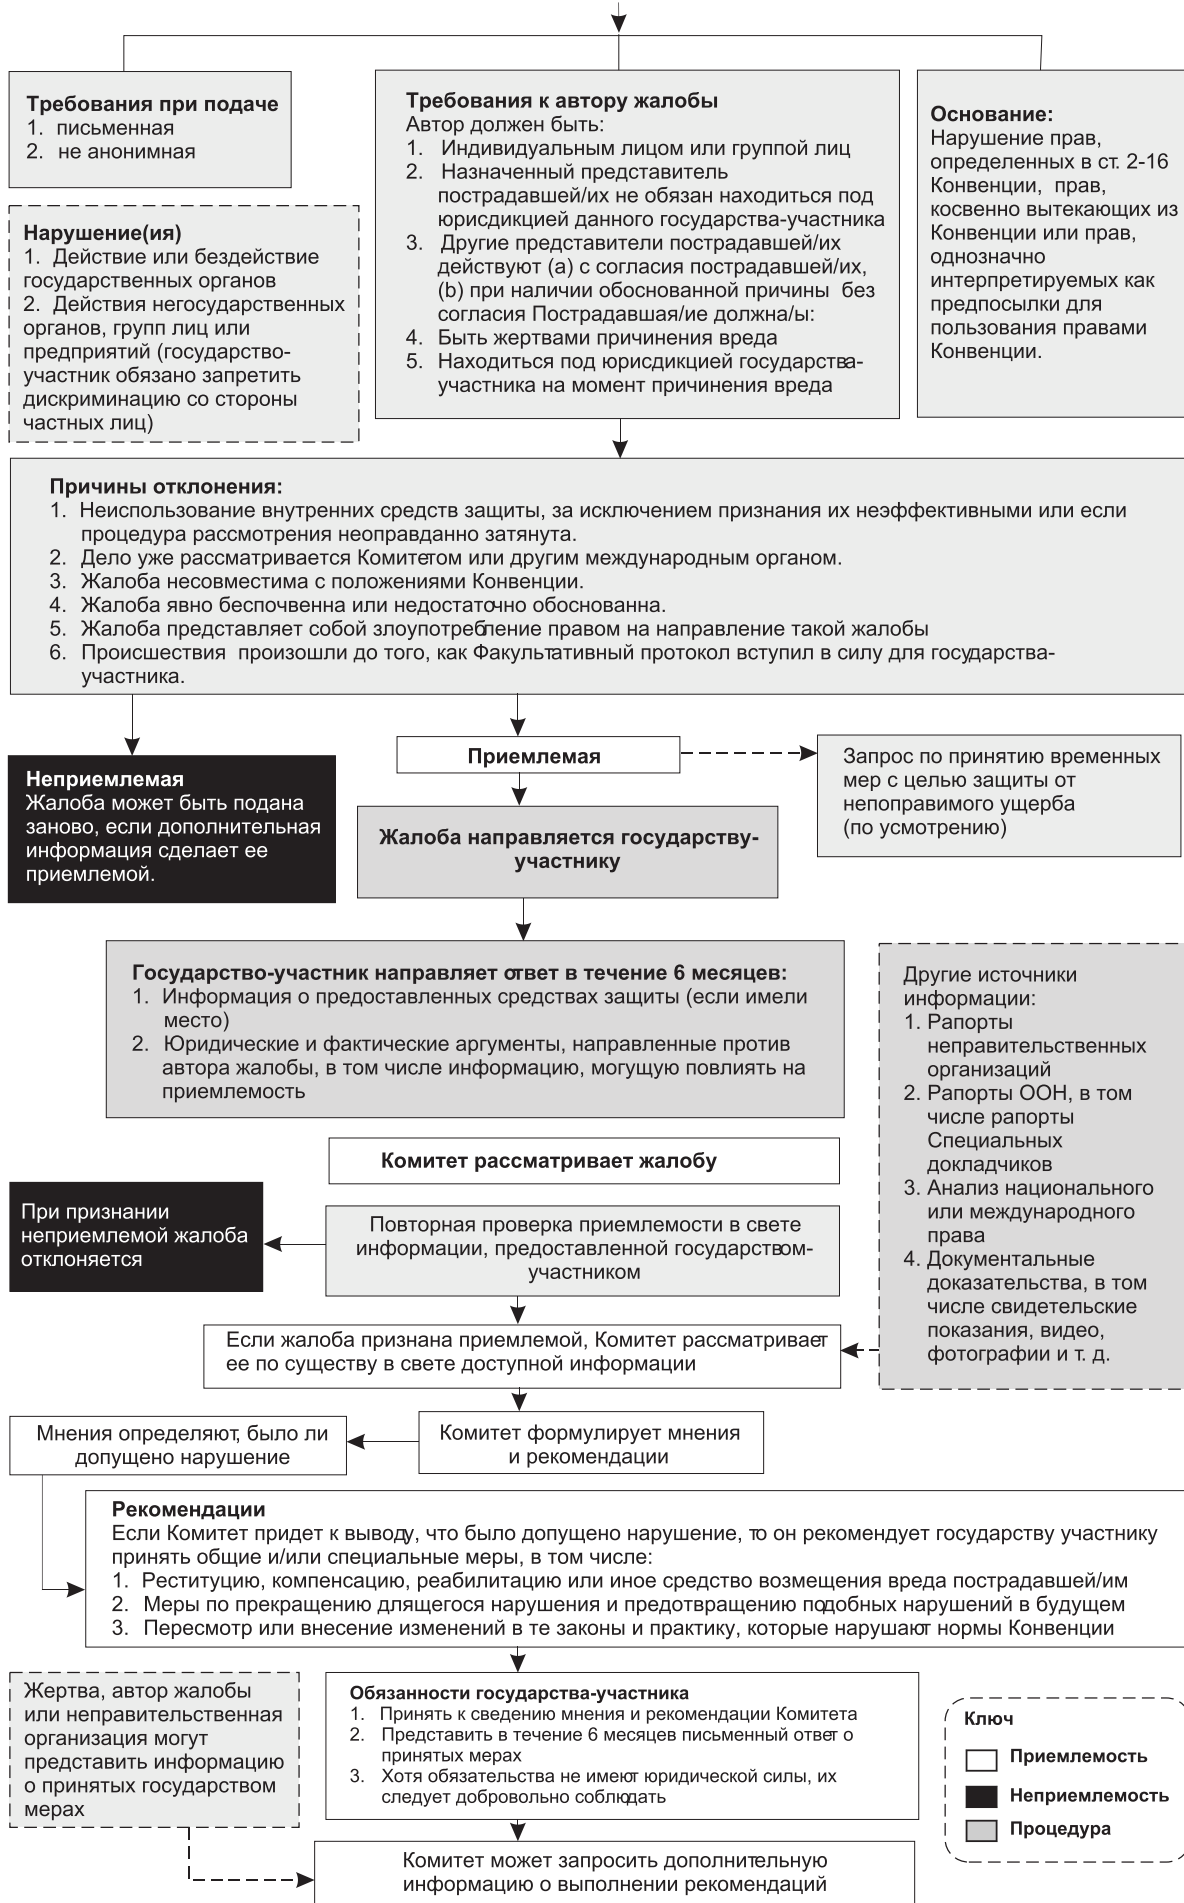 Требования при подаче
1. письменная
2. не анонимная
Нарушение(ия)
1. Действие или бездействие
государственных органов
2. Действия негосударственных
органов, групп лиц или
предприятий (государство-
участник обязано запретить
дискриминацию со стороны
частных лиц)
Требования к автору жалобы
Автор должен быть:
1. Индивидуальным лицом или группой лиц
2. Назначенный представитель
пострадавшей/их не обязан находиться под
юрисдикцией данного государства-участника
3. Другие представители пострадавшей/их
действуют (a) с согласия пострадавшей/их,
(b) при наличии обоснованной причины без
согласия Пострадавшая/ие должна/ы:
4. Быть жертвами причинения вреда
5. Находиться под юрисдикцией государства-
участника на момент причинения вреда
Основание:
Нарушение прав,
определенных в ст. 2-16
Конвенции, прав,
косвенно вытекающих из
Конвенции или прав,
однозначно
интерпретируемых как
предпосылки для
пользования правами
Конвенции.
Причины отклонения:
1. Неиспользование внутренних средств защиты, за исключением признания их неэффективными или если
процедура рассмотрения неоправданно затянута.
2. Дело уже рассматривается Комитетом или другим международным органом.
3. Жалоба несовместима с положениями Конвенции.
4. Жалоба явно беспочвенна или недостаточно обоснованна.
5. Жалоба представляет собой злоупотребление правом на направление такой жалобы
6. Происшествия произошли до того, как Факультативный протокол вступил в силу для государства-
участника.
Неприемлемая
Жалоба может быть подана
заново, если дополнительная
информация сделает ее
приемлемой.
Приемлемая
Запрос по принятию временных
мер с целью защиты от
непоправимого ущерба
(по усмотрению)
Жалоба направляется государству-
участнику
Государство-участник направляет ответ в течение 6 месяцев:
1. Информация о предоставленных средствах защиты (если имели
место)
2. Юридические и фактические аргументы, направленные против
автора жалобы, в том числе информацию, могущую повлиять на
приемлемость
Другие источники
информации:
1. Рапорты
неправительственных
организаций
2. Рапорты ООН, в том
числе рапорты
Специальных
докладчиков
3. Анализ национального
или международного
права
4. Документальные
доказательства, в том
числе свидетельские
показания, видео,
фотографии и т. д.
Комитет рассматривает жалобу
При признании
неприемлемой жалоба
отклоняется
Повторная проверка приемлемости в свете
информации, предоставленной государством-
участником
Если жалоба признана приемлемой, Комитет рассматривает
ее по существу в свете доступной информации
Комитет формулирует мнения
и рекомендации
Мнения определяют, было ли
допущено нарушение
Рекомендации
Если Комитет придет к выводу, что было допущено нарушение, то он рекомендует государству участнику
принять общие и/или специальные меры, в том числе:
1. Реституцию, компенсацию, реабилитацию или иное средство возмещения вреда пострадавшей/им
2. Меры по прекращению длящегося нарушения и предотвращению подобных нарушений в будущем
3. Пересмотр или внесение изменений в те законы и практику, которые нарушают нормы Конвенции
Жертва, автор жалобы
или неправительственная
организация могут
представить информацию
о принятых государством
мерах
Обязанности государства-участника
1. Принять к сведению мнения и рекомендации Комитета
2. Представить в течение 6 месяцев письменный ответ о
принятых мерах
3. Хотя обязательства не имеют юридической силы, их
следует добровольно соблюдать
Ключ
Приемлемость
Неприемлемость
Процедура
Комитет может запросить дополнительную
информацию о выполнении рекомендаций